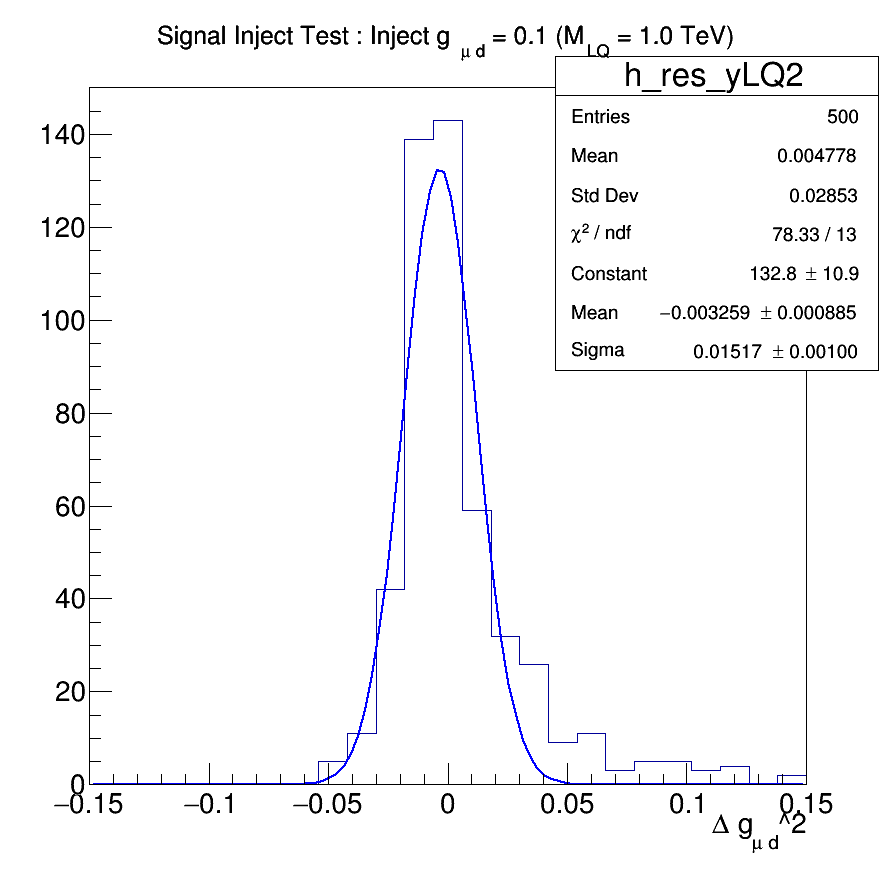 Signal Inject Test : Inject g μ d = 0.1 (M LQ = 1.0 TeV)
h_res_yLQ2
Entries 500
Mean 0.004778
Std Dev 0.02853
χ² / ndf 78.33 / 13
Constant 132.8 ± 10.9
Mean −0.003259 ± 0.000885
Sigma 0.01517 ± 0.00100
140
120
100
80
60
40
20
0
−0.15 −0.1 −0.05 0 0.05 0.1 0.15
Δ g μ d ^2